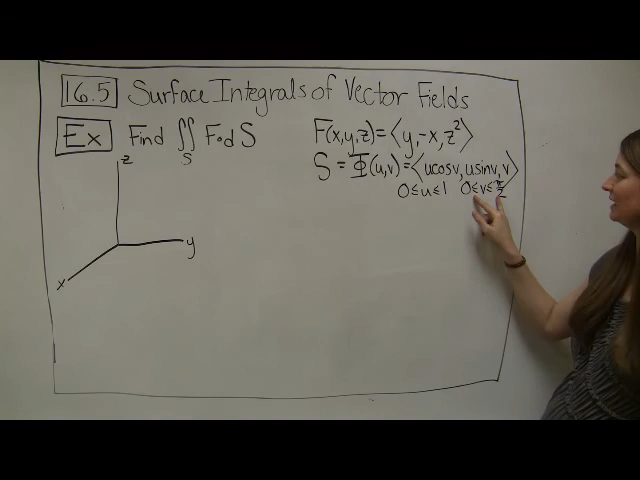 16.5 Surface Integrals of Vector Fields
Ex Find ∬ F∘dS F(x,y,z)=⟨y,-x,z²⟩
S
S = Φ(u,v)=⟨ucosv, usinv, v⟩
0≤u≤1 0≤v≤π/2
z
y
x